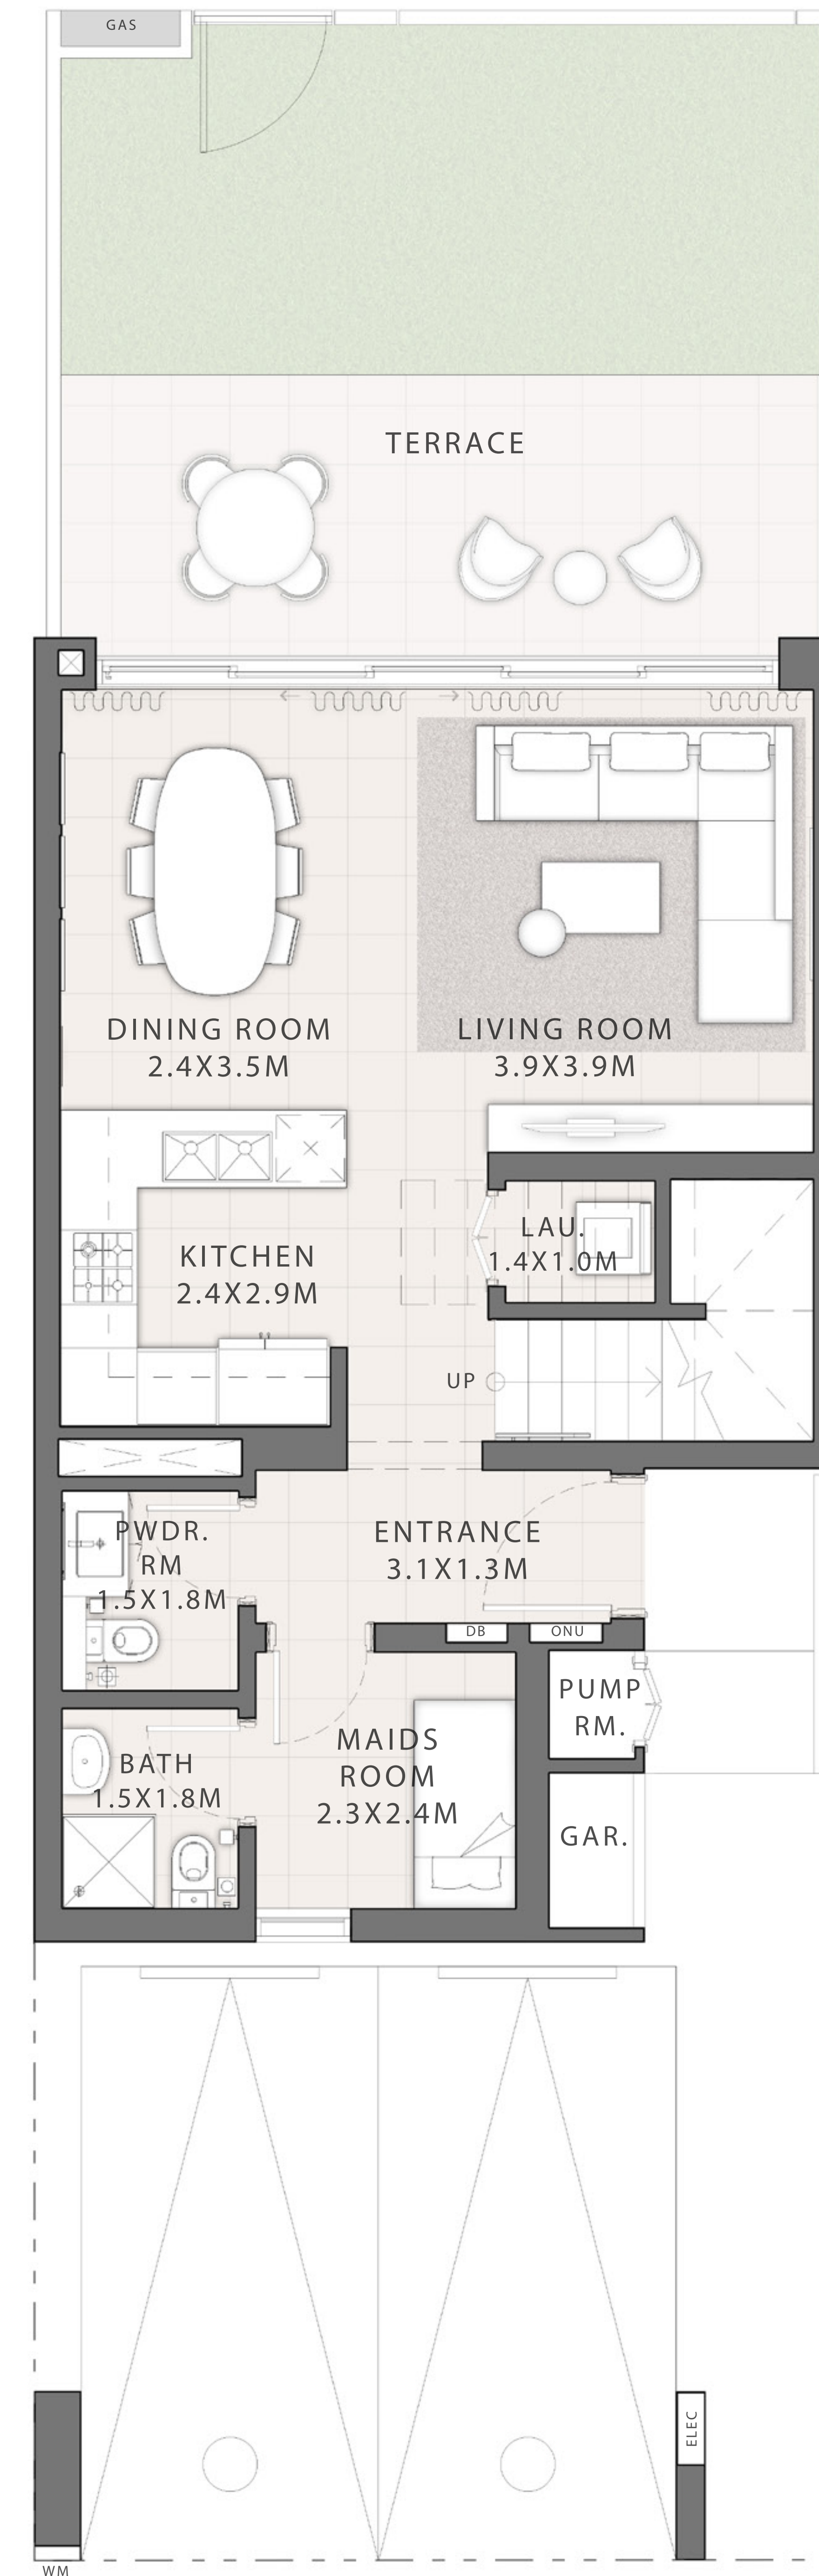 GAS
TERRACE
DINING ROOM
2.4X3.5M
LIVING ROOM
3.9X3.9M
KITCHEN
2.4X2.9M
LAU.
1.4X1.0M
UP
PWDR.
RM
1.5X1.8M
ENTRANCE
3.1X1.3M
DB
ONU
PUMP
RM.
MAIDS
ROOM
2.3X2.4M
BATH
1.5X1.8M
GAR.
ELEC
WM